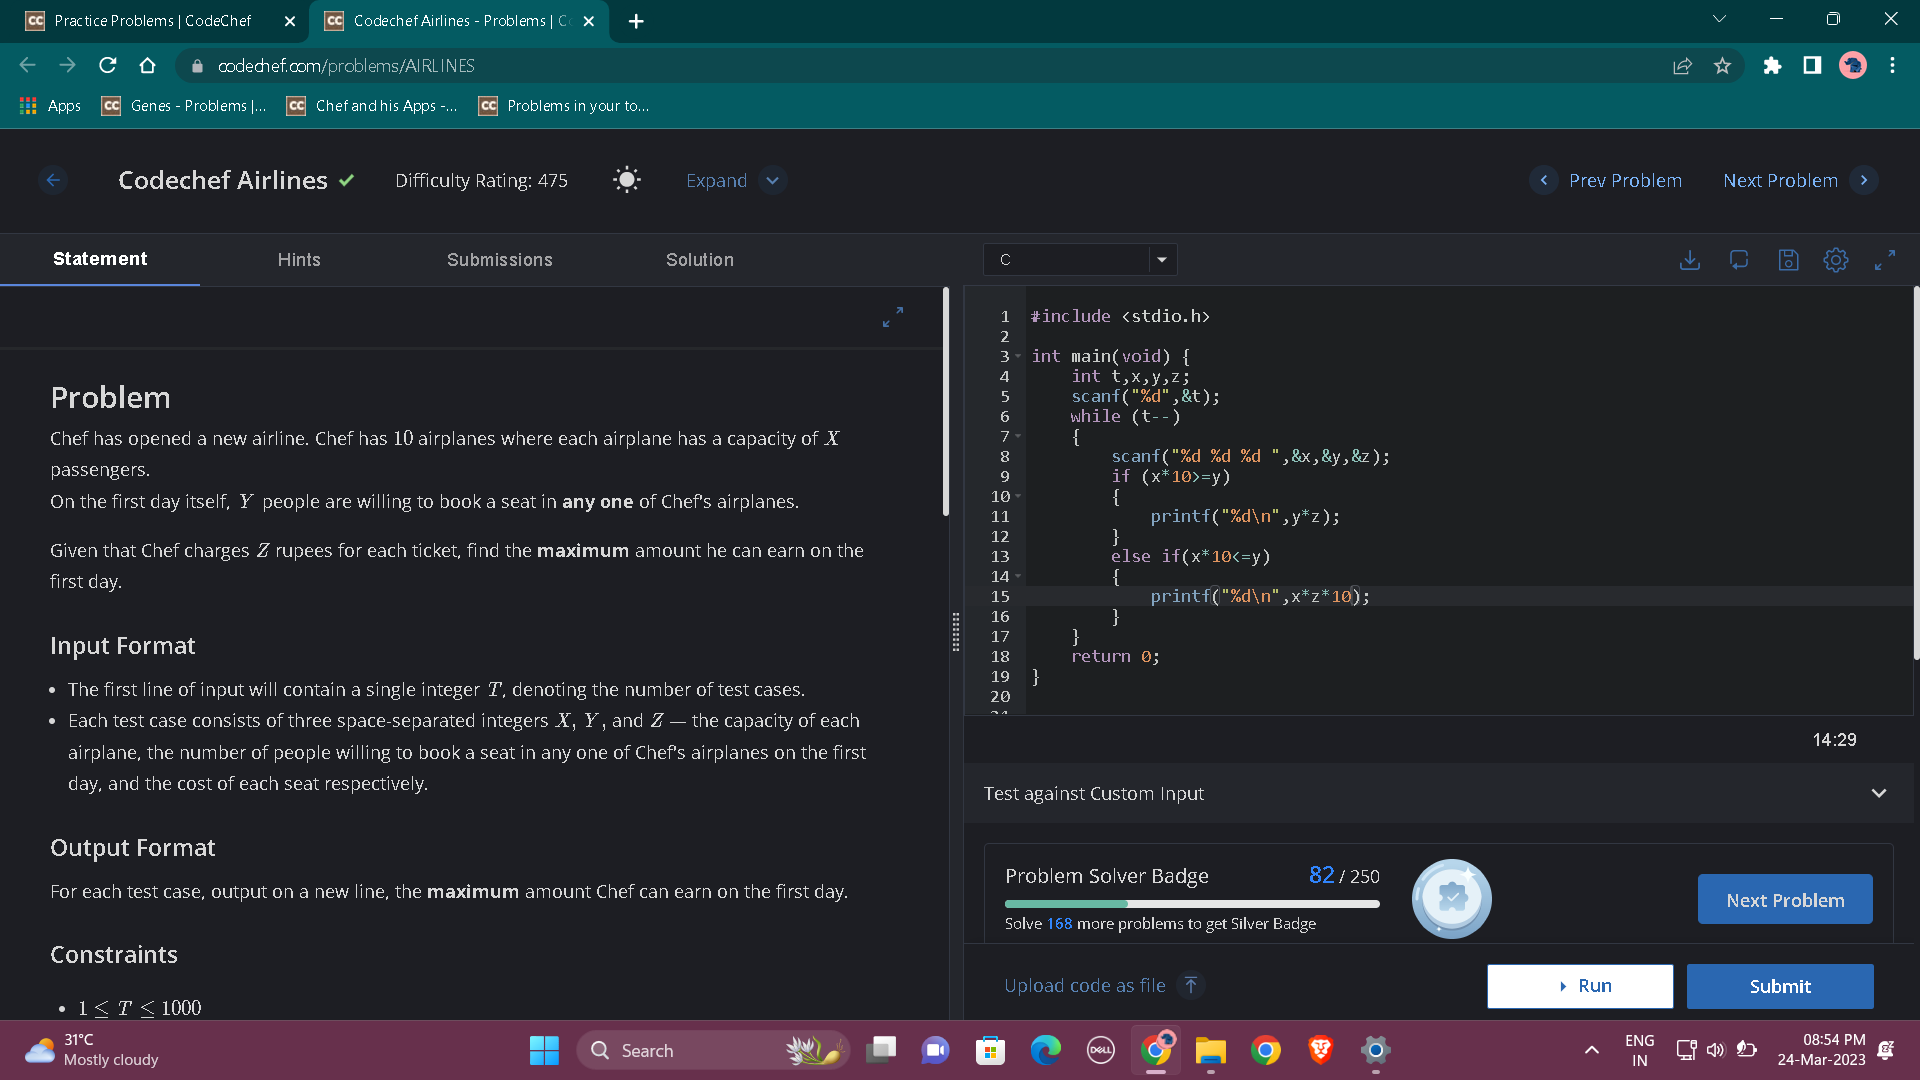 Practice Problems | CodeChef
Codechef Airlines - Problems | Co
codechef.com/problems/AIRLINES
Apps
Genes - Problems |...
Chef and his Apps -...
Problems in your to...
Codechef Airlines
Difficulty Rating: 475
Expand
Prev Problem
Next Problem
Statement
Hints
Submissions
Solution
C
Problem
Chef has opened a new airline. Chef has 10 airplanes where each airplane has a capacity of X
passengers.
On the first day itself, Y people are willing to book a seat in any one of Chef's airplanes.
Given that Chef charges Z rupees for each ticket, find the maximum amount he can earn on the
first day.
Input Format
• The first line of input will contain a single integer T, denoting the number of test cases.
• Each test case consists of three space-separated integers X, Y, and Z — the capacity of each
airplane, the number of people willing to book a seat in any one of Chef's airplanes on the first
day, and the cost of each seat respectively.
Output Format
For each test case, output on a new line, the maximum amount Chef can earn on the first day.
Constraints
• 1 ≤ T ≤ 1000
1 #include <stdio.h>
2
3 int main(void) {
4 int t,x,y,z;
5 scanf("%d",&t);
6 while (t--)
7 {
8 scanf("%d %d %d ",&x,&y,&z);
9 if (x*10>=y)
10 {
11 printf("%d\n",y*z);
12 }
13 else if(x*10<=y)
14 {
15 printf("%d\n",x*z*10);
16 }
17 }
18 return 0;
19 }
20
14:29
Test against Custom Input
Problem Solver Badge
82 / 250
Solve 168 more problems to get Silver Badge
Next Problem
Upload code as file
Run
Submit
31°C
Mostly cloudy
Search
DELL
ENG
IN
08:54 PM
24-Mar-2023